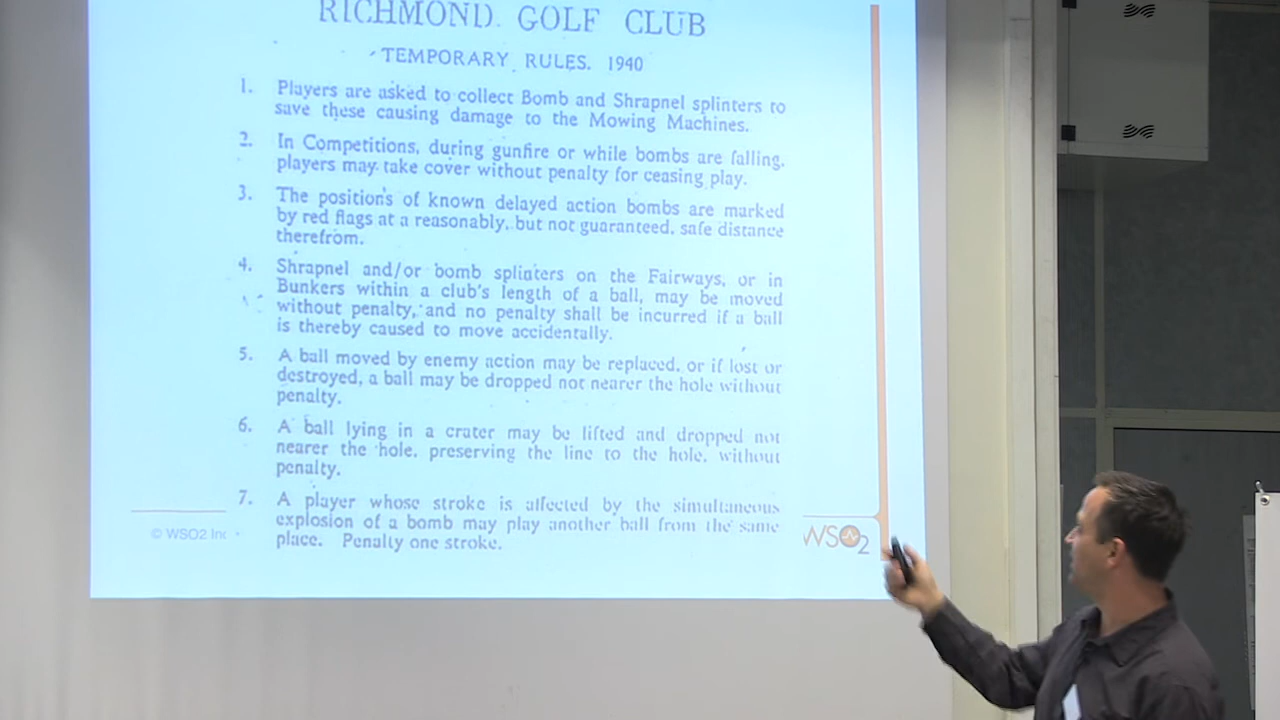 RICHMOND GOLF CLUB
TEMPORARY RULES. 1940
1. Players are asked to collect Bomb and Shrapnel splinters to
save these causing damage to the Mowing Machines.
2. In Competitions, during gunfire or while bombs are falling,
players may take cover without penalty for ceasing play.
3. The positions of known delayed action bombs are marked
by red flags at a reasonably, but not guaranteed, safe distance
therefrom.
4. Shrapnel and/or bomb splinters on the Fairways, or in
Bunkers within a club's length of a ball, may be moved
without penalty, and no penalty shall be incurred if a ball
is thereby caused to move accidentally.
5. A ball moved by enemy action may be replaced, or if lost or
destroyed, a ball may be dropped not nearer the hole without
penalty.
6. A ball lying in a crater may be lifted and dropped not
nearer the hole, preserving the line to the hole, without
penalty.
7. A player whose stroke is affected by the simultaneous
explosion of a bomb may play another ball from the same
place. Penalty one stroke.
© WSO2 Inc
WSO2